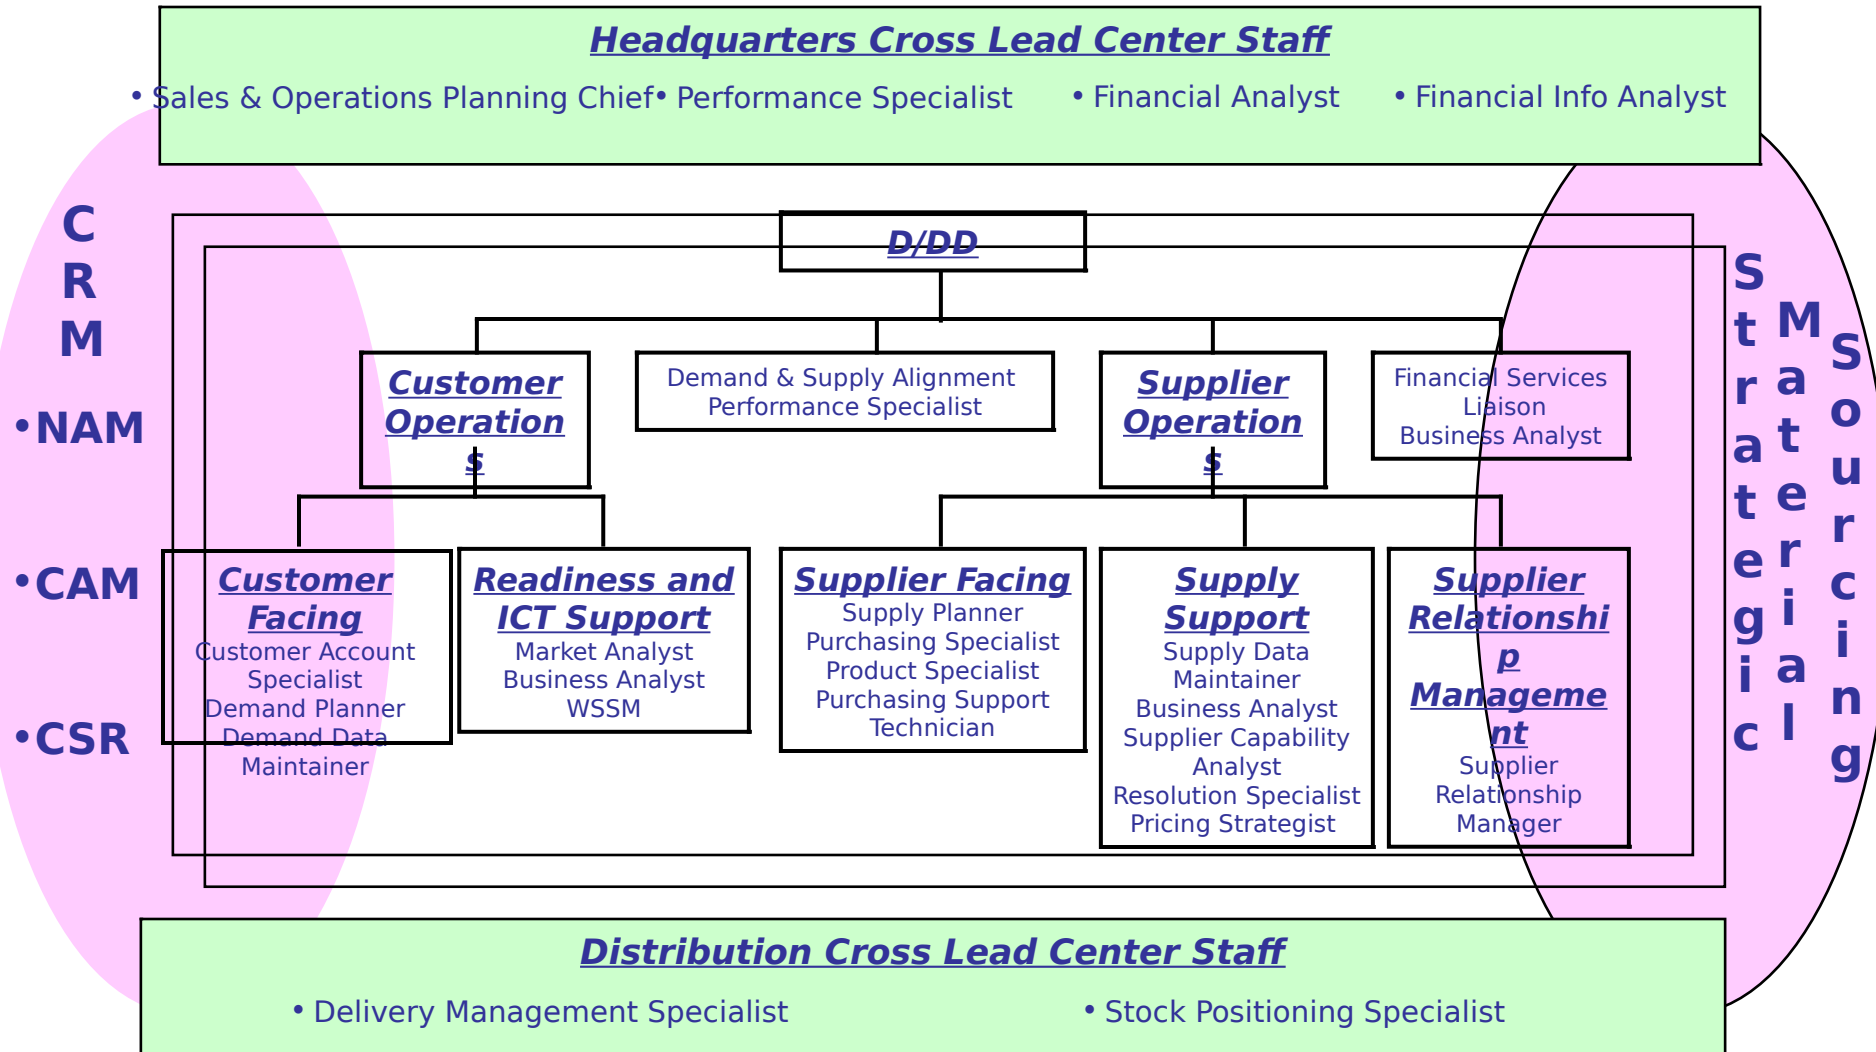 Headquarters Cross Lead Center Staff
• Sales & Operations Planning Chief • Performance Specialist • Financial Analyst • Financial Info Analyst
C
R
M
•NAM
•CAM
•CSR
D/DD
Customer
Operation
s
Demand & Supply Alignment
Performance Specialist
Supplier
Operation
s
Financial Services
Liaison
Business Analyst
Customer
Facing
Customer Account
Specialist
Demand Planner
Demand Data
Maintainer
Readiness and
ICT Support
Market Analyst
Business Analyst
WSSM
Supplier Facing
Supply Planner
Purchasing Specialist
Product Specialist
Purchasing Support
Technician
Supply
Support
Supply Data
Maintainer
Business Analyst
Supplier Capability
Analyst
Resolution Specialist
Pricing Strategist
Supplier
Relationshi
p
Manageme
nt
Supplier
Relationship
Manager
S
t
r
a
t
e
g
i
c
M
a
t
e
r
i
a
l
S
o
u
r
c
i
n
g
Distribution Cross Lead Center Staff
• Delivery Management Specialist • Stock Positioning Specialist